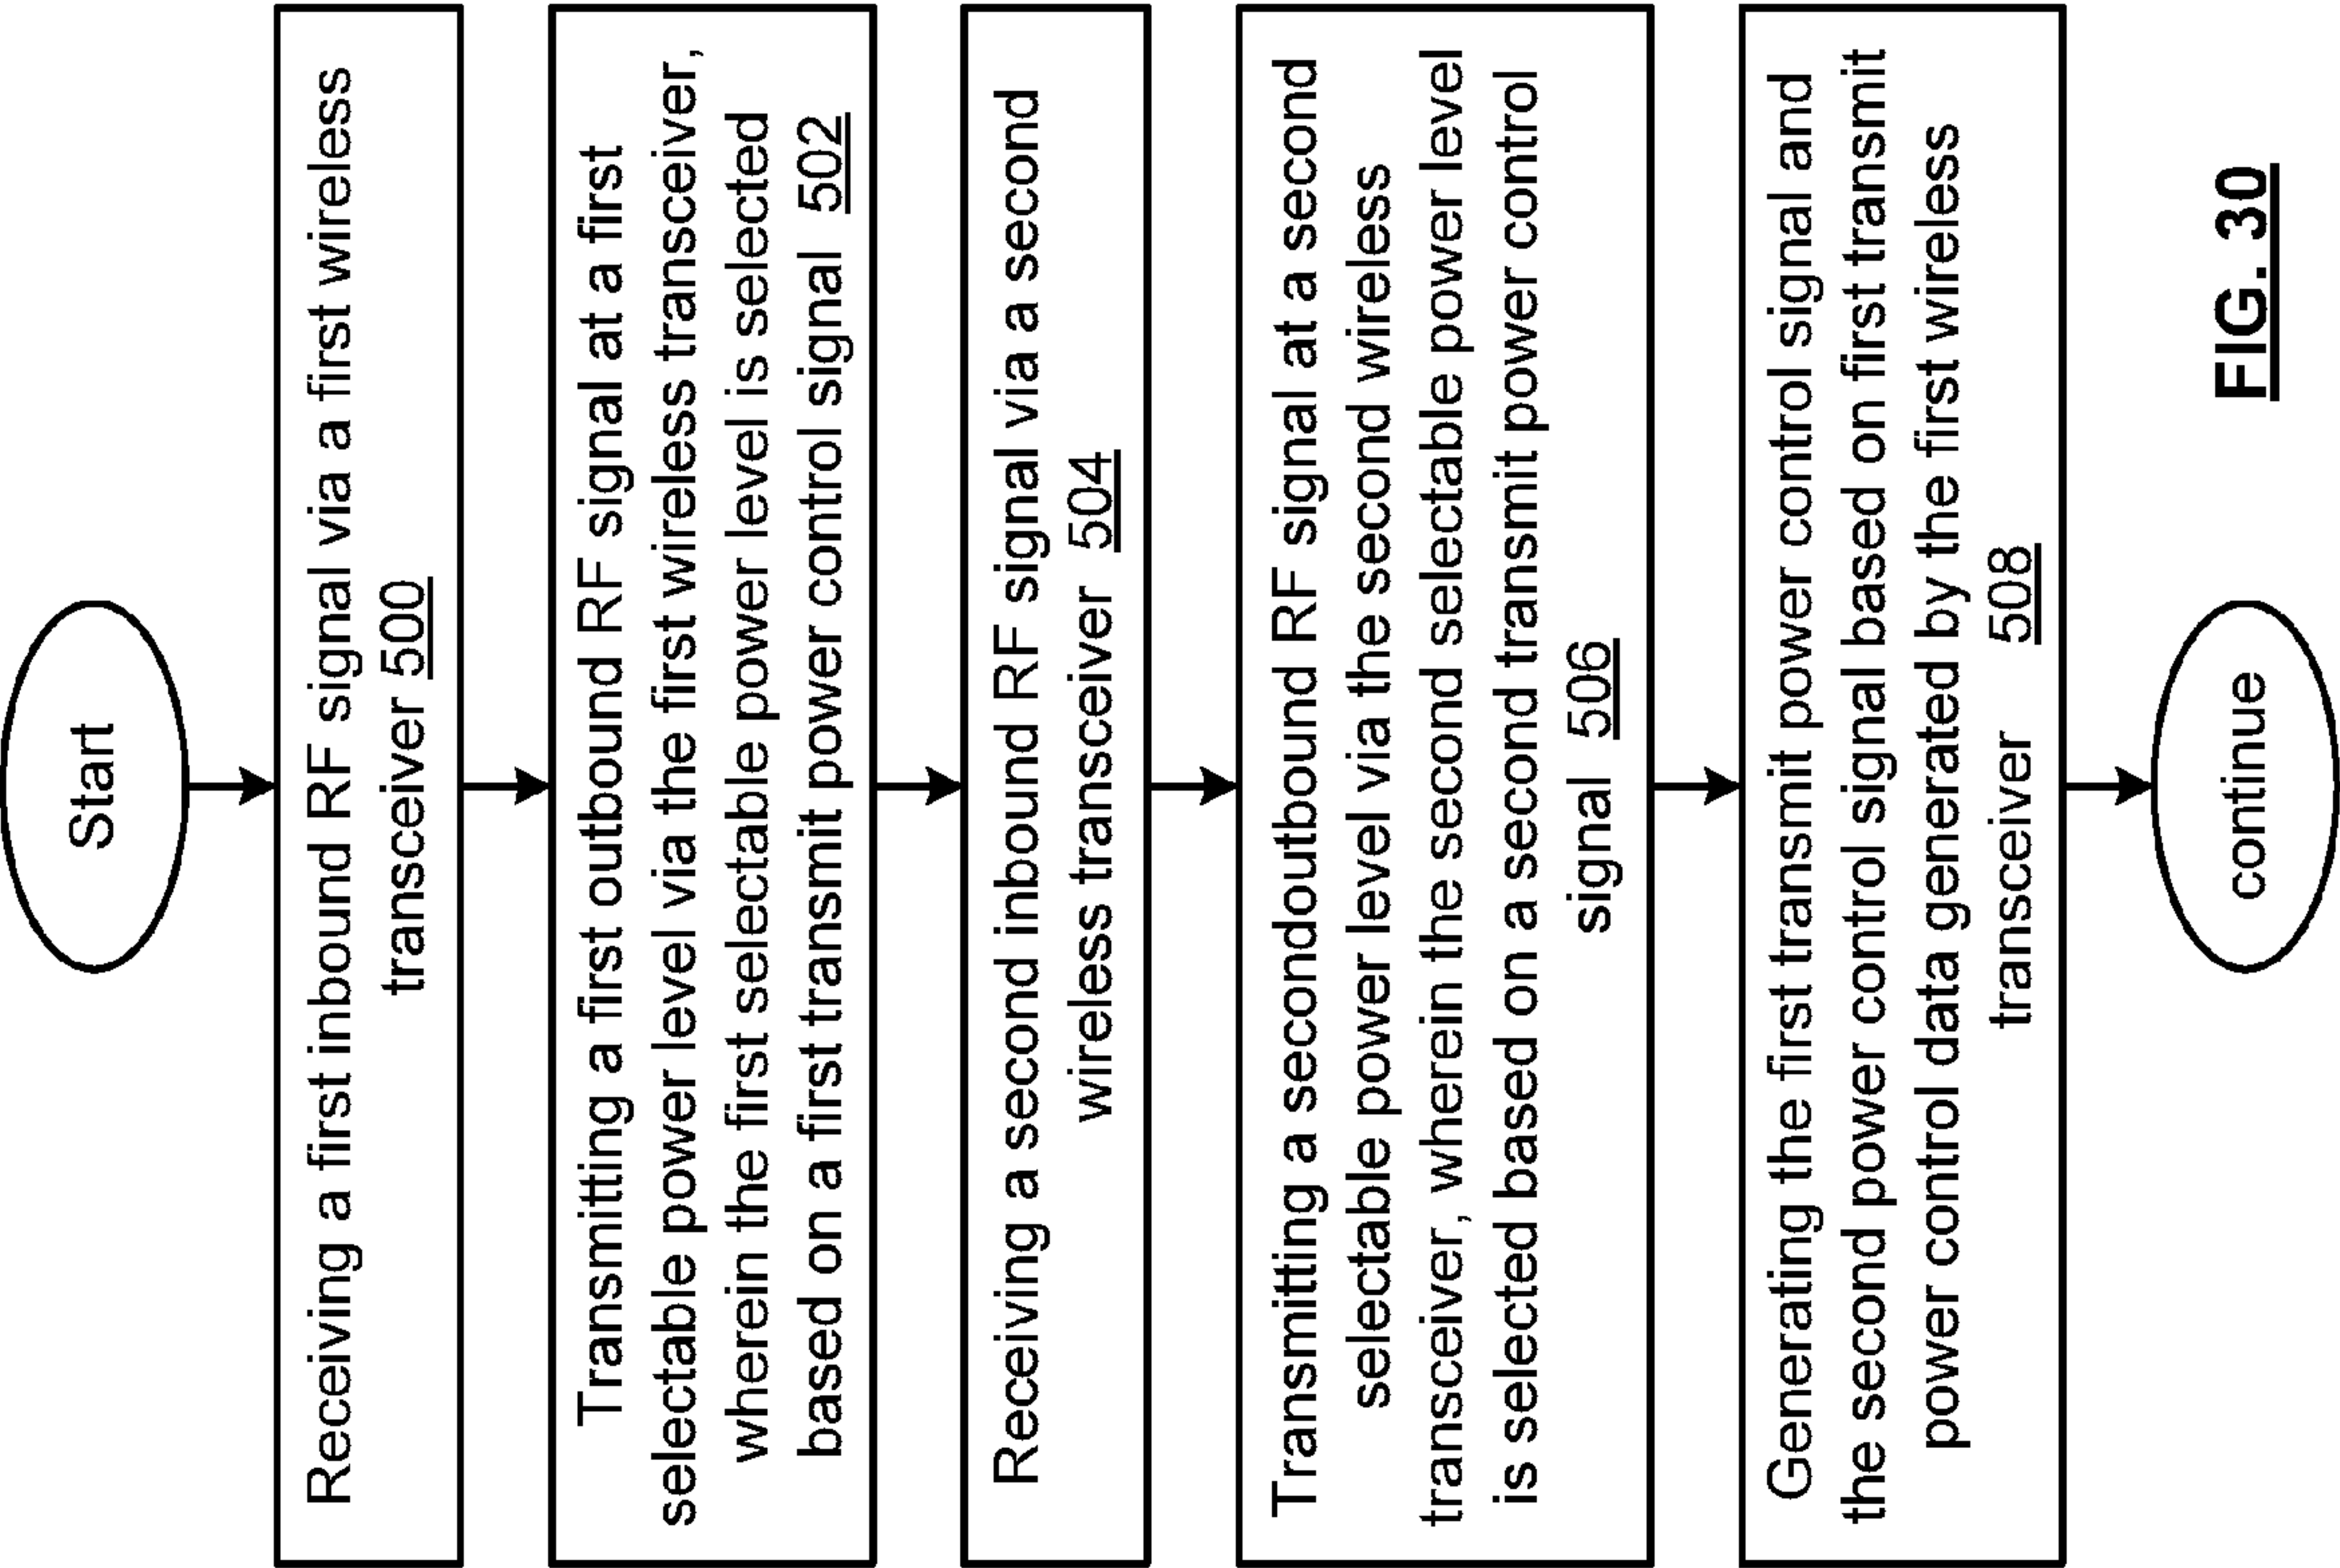 Start
Receiving a first inbound RF signal via a first wireless
transceiver 500
Transmitting a first outbound RF signal at a first
selectable power level via the first wireless transceiver,
wherein the first selectable power level is selected
based on a first transmit power control signal 502
Receiving a second inbound RF signal via a second
wireless transceiver 504
Transmitting a secondoutbound RF signal at a second
selectable power level via the second wireless
transceiver, wherein the second selectable power level
is selected based on a second transmit power control
signal 506
Generating the first transmit power control signal and
the second power control signal based on first transmit
power control data generated by the first wireless
transceiver 508
continue
FIG. 30